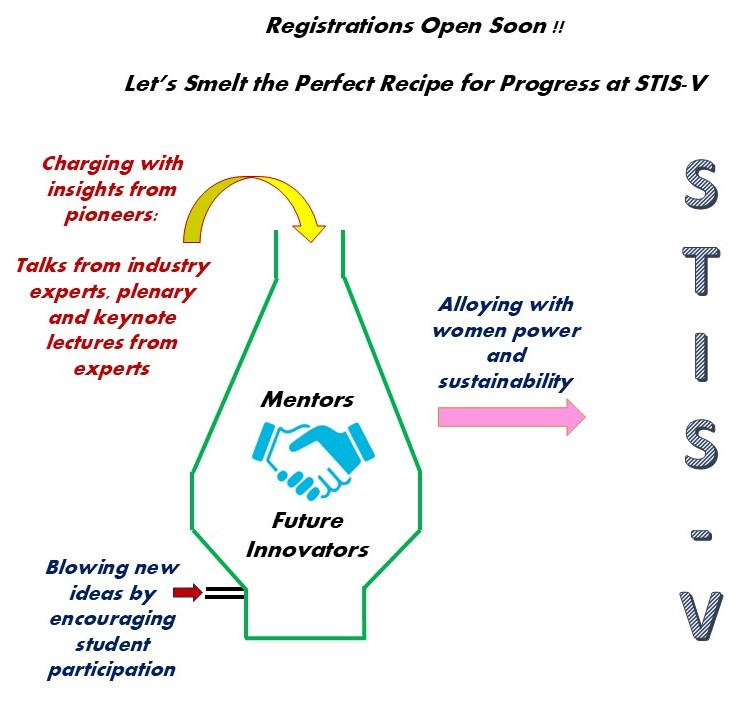 Registrations Open Soon !!
Let's Smelt the Perfect Recipe for Progress at STIS-V
Charging with
insights from
pioneers:
Talks from industry
experts, plenary
and keynote
lectures from
experts
Alloying with
women power
and
sustainability
Mentors
Future
Innovators
Blowing new
ideas by
encouraging
student
participation
S
T
I
S
-
V